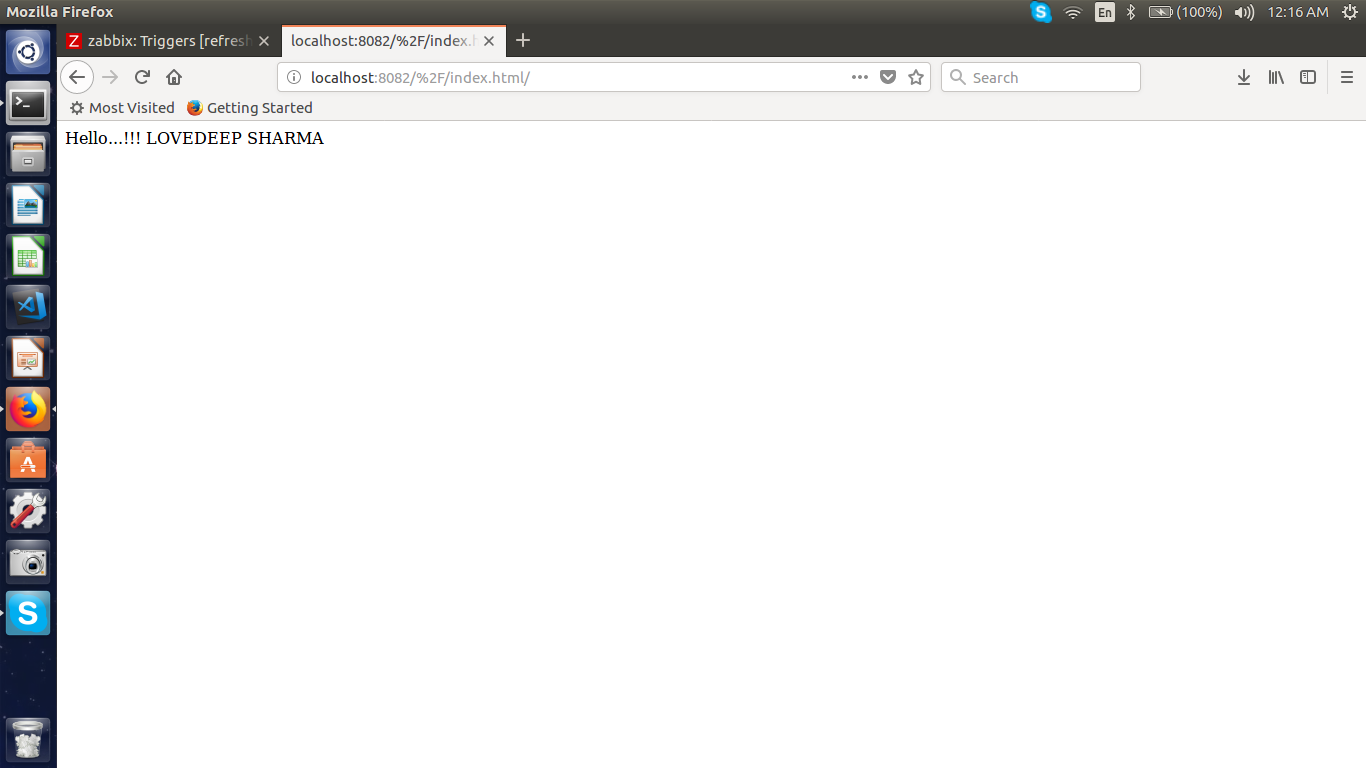 Mozilla Firefox
En
(100%)
12:16 AM
Z
zabbix: Triggers [refresh
localhost:8082/%2F/index.h
localhost:8082/%2F/index.html/
Search
Most Visited
Getting Started
Hello...!!! LOVEDEEP SHARMA